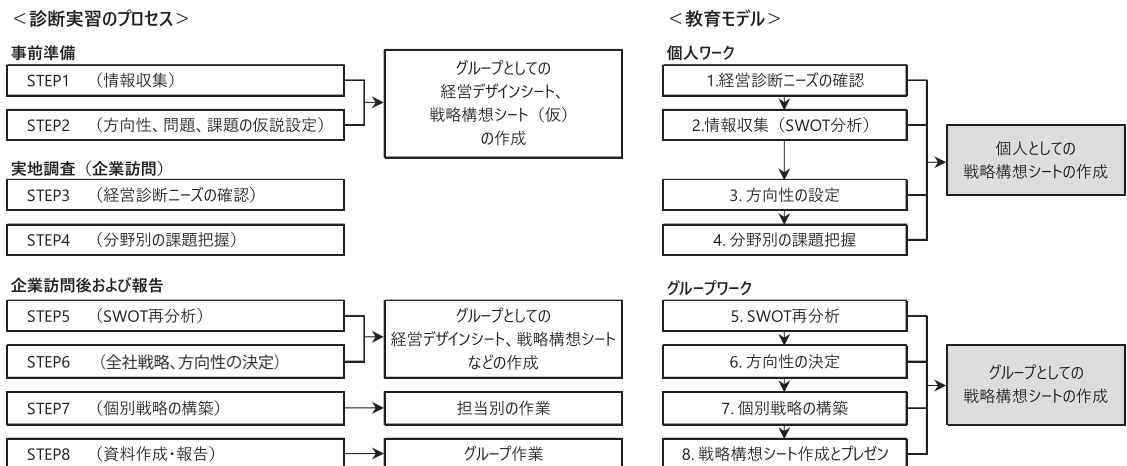 ＜診断実習のプロセス＞
事前準備
STEP1 （情報収集）
STEP2 （方向性、問題、課題の仮説設定）
グループとしての
経営デザインシート、
戦略構想シート（仮）
の作成
実地調査（企業訪問）
STEP3 （経営診断ニーズの確認）
STEP4 （分野別の課題把握）
企業訪問後および報告
STEP5 （SWOT再分析）
STEP6 （全社戦略、方向性の決定）
グループとしての
経営デザインシート、戦略構想シート
などの作成
STEP7 （個別戦略の構築）
担当別の作業
STEP8 （資料作成・報告）
グループ作業
＜教育モデル＞
個人ワーク
1.経営診断ニーズの確認
2.情報収集（SWOT分析）
3. 方向性の設定
4. 分野別の課題把握
個人としての
戦略構想シートの作成
グループワーク
5. SWOT再分析
6. 方向性の決定
7. 個別戦略の構築
8. 戦略構想シート作成とプレゼン
グループとしての
戦略構想シートの作成